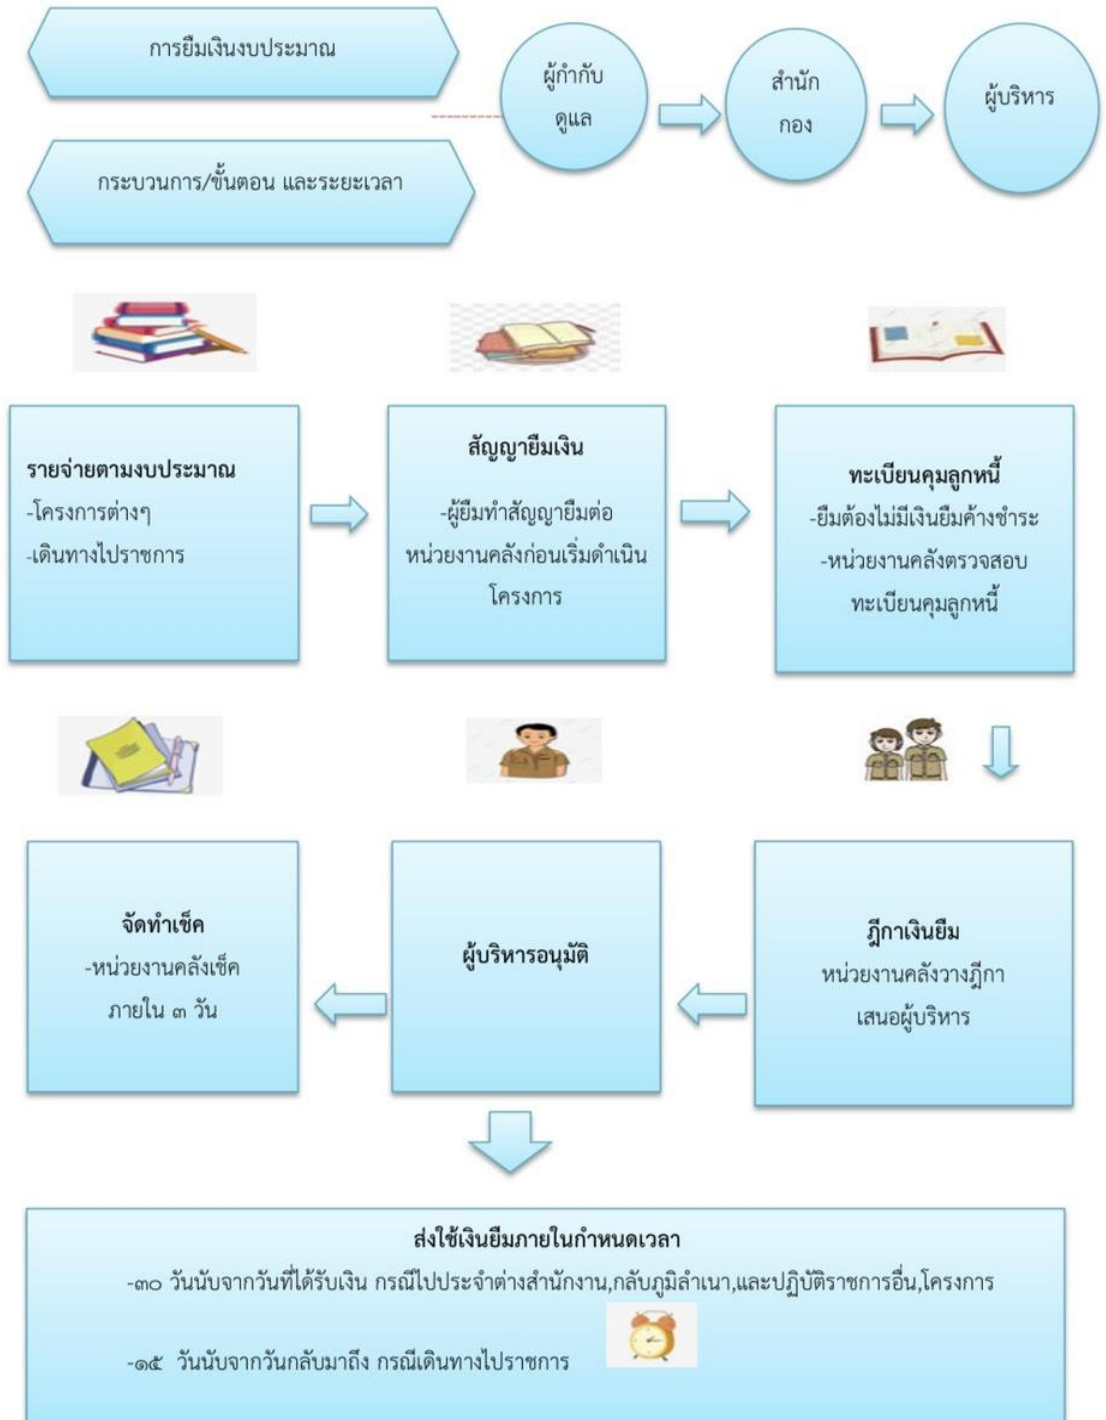 การยืมเงินงบประมาณ
ผู้กำกับ
ดูแล
สำนัก
กอง
ผู้บริหาร
กระบวนการ/ขั้นตอน และระยะเวลา
รายจ่ายตามงบประมาณ
-โครงการต่างๆ
-เดินทางไปราชการ
สัญญายืมเงิน
-ผู้ยืมทำสัญญายืมต่อ
หน่วยงานคลังก่อนเริ่มดำเนิน
โครงการ
ทะเบียนคุมลูกหนี้
-ยืมต้องไม่มีเงินยืมค้างชำระ
-หน่วยงานคลังตรวจสอบ
ทะเบียนคุมลูกหนี้
จัดทำเช็ค
-หน่วยงานคลังเช็ค
ภายใน ๓ วัน
ผู้บริหารอนุมัติ
ฎีกาเงินยืม
หน่วยงานคลังวางฎีกา
เสนอผู้บริหาร
ส่งใช้เงินยืมภายในกำหนดเวลา
-๓๐ วันนับจากวันที่ได้รับเงิน กรณีไปประจำต่างสำนักงาน,กลับภูมิลำเนา,และปฏิบัติราชการอื่น,โครงการ
-๑๕ วันนับจากวันกลับมาถึง กรณีเดินทางไปราชการ